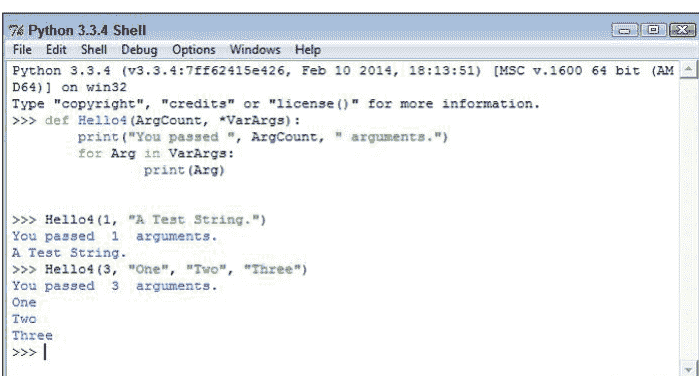 Python 3.3.4 Shell
File Edit Shell Debug Options Windows Help
Python 3.3.4 (v3.3.4:7ff62415e426, Feb 10 2014, 18:13:51) [MSC v.1600 64 bit (AM
D64)] on win32
Type "copyright", "credits" or "license()" for more information.
>>> def Hello4(ArgCount, *VarArgs):
        print("You passed ", ArgCount, " arguments.")
        for Arg in VarArgs:
                print(Arg)
>>> Hello4(1, "A Test String.")
You passed  1  arguments.
A Test String.
>>> Hello4(3, "One", "Two", "Three")
You passed  3  arguments.
One
Two
Three
>>>